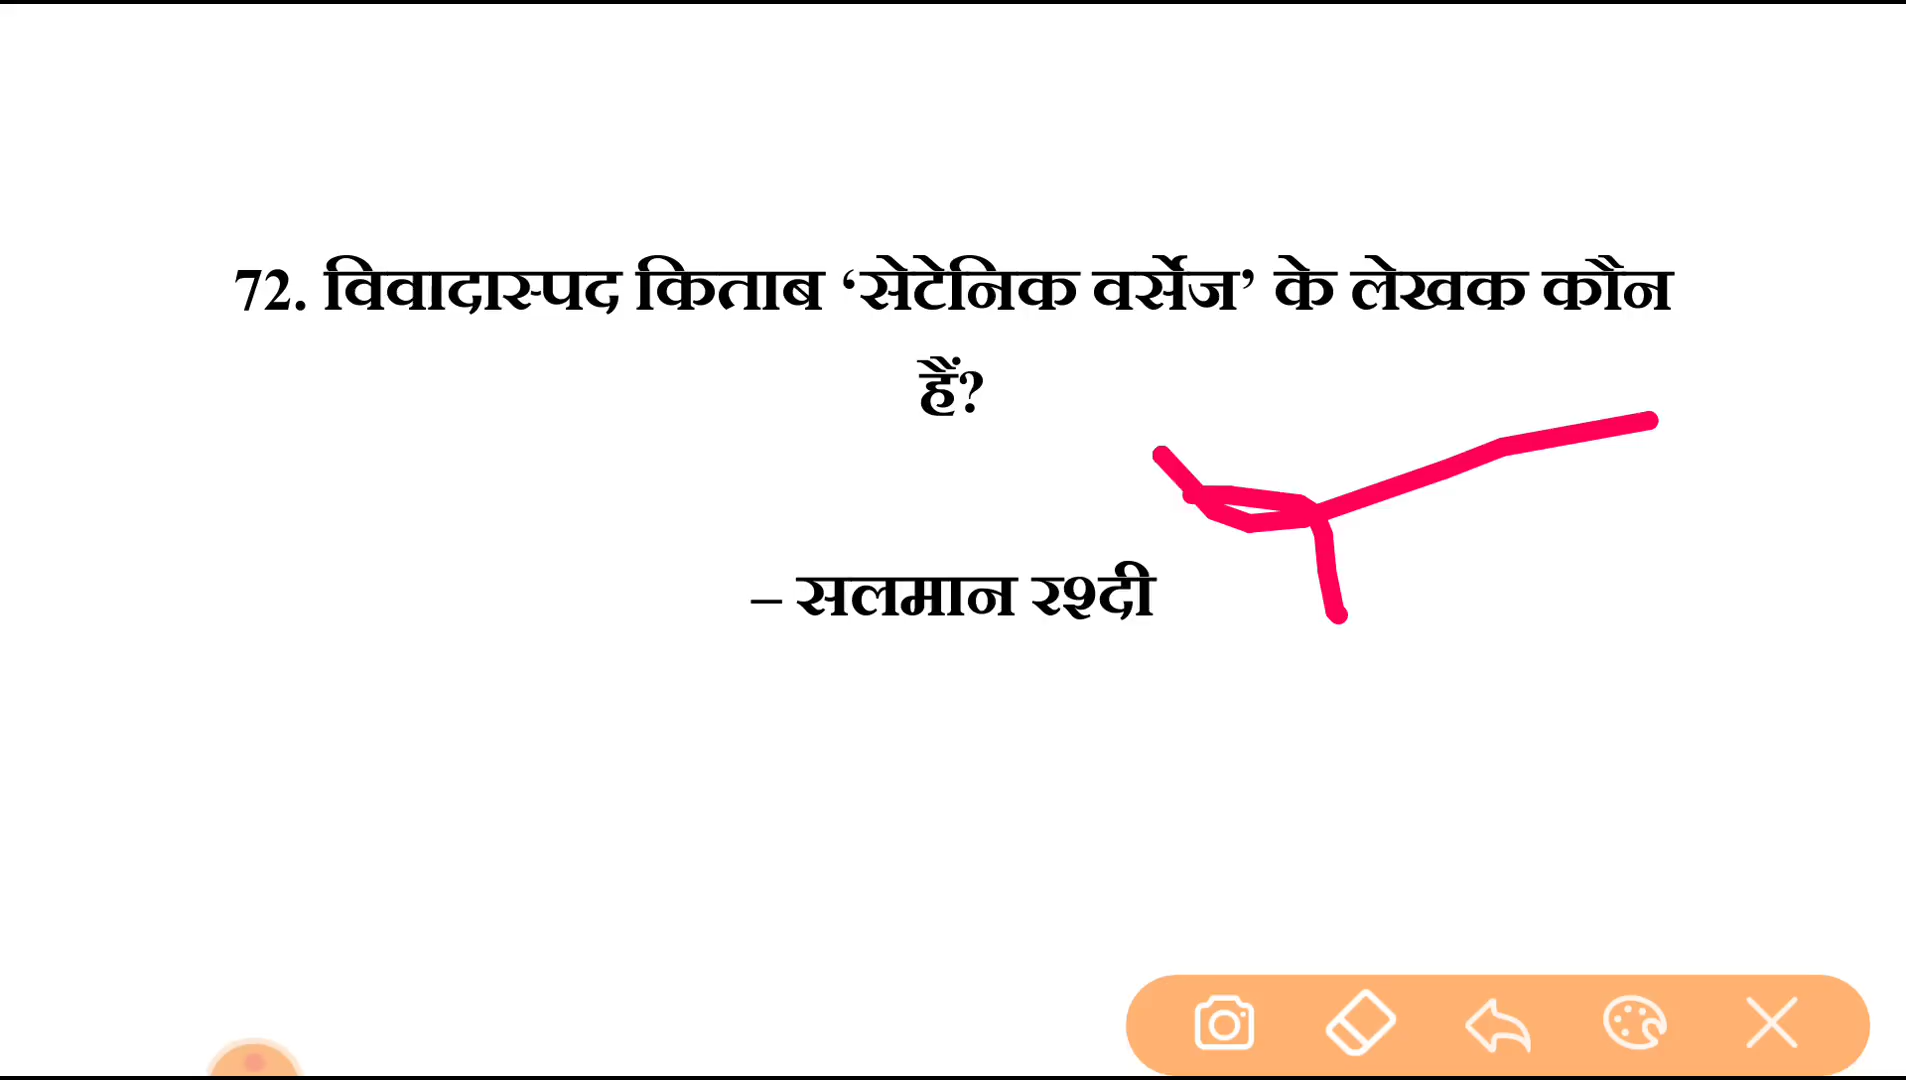 72. विवादास्पद किताब ‘सेटेनिक वर्सेज’ के लेखक कौन
हैं?
– सलमान रश्दी